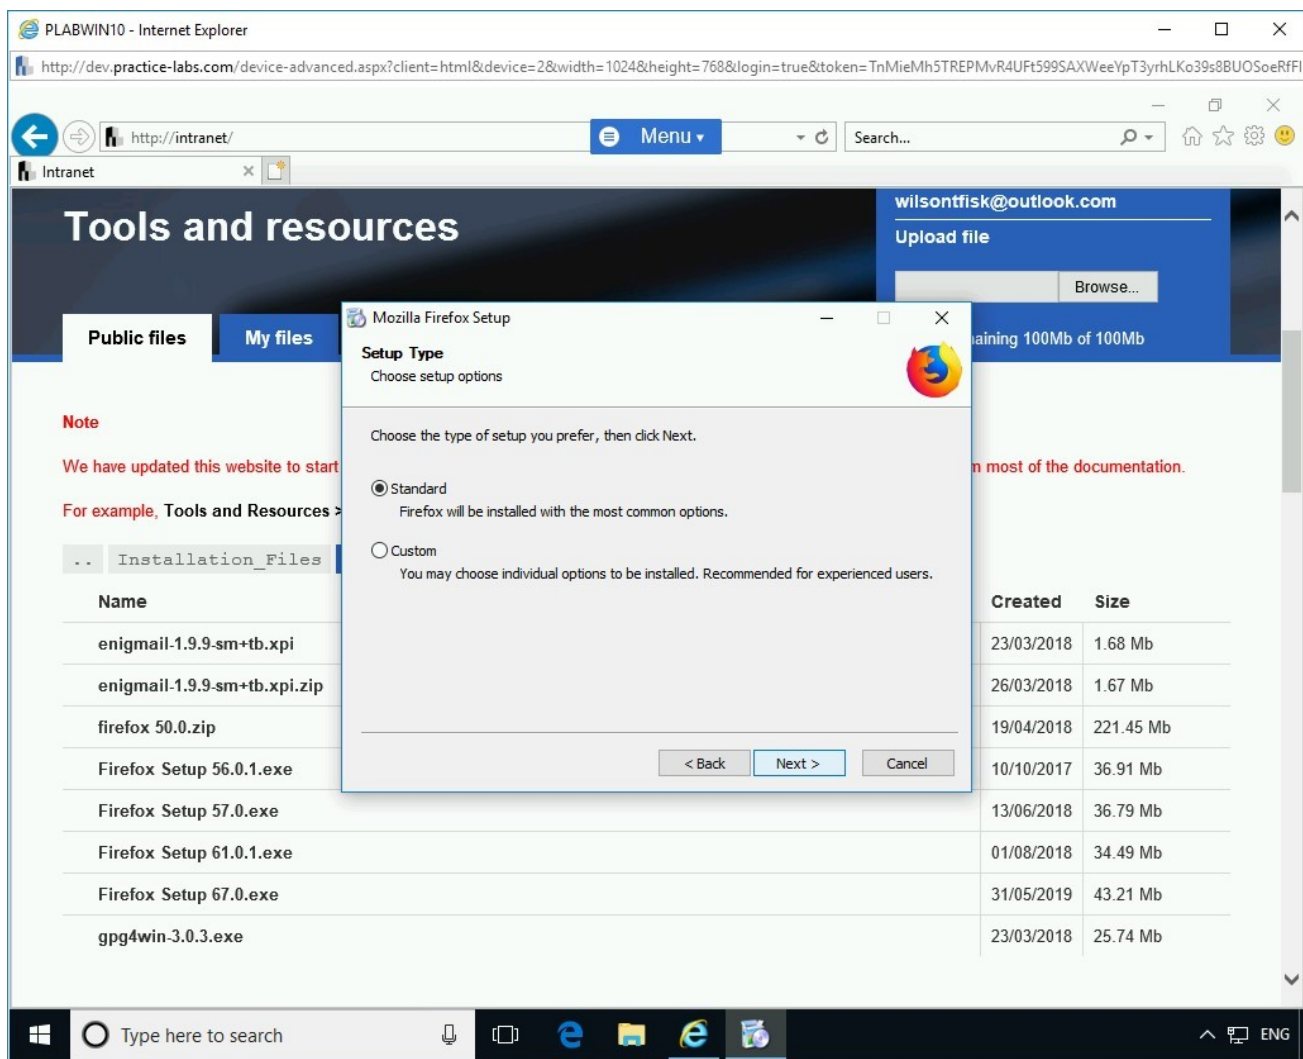 PLABWIN10 - Internet Explorer
http://dev.practice-labs.com/device-advanced.aspx?client=html&device=2&width=1024&height=768&login=true&token=TnMieMh5TREPMvR4UFt599SAXWeeYpT3yrhLKo39s8BUOSoeRfFl
http://intranet/
Menu
Search...
Intranet
Tools and resources
wilsontfisk@outlook.com
Upload file
Browse...
Public files
My files
aining 100Mb of 100Mb
Mozilla Firefox Setup
Setup Type
Choose setup options
Choose the type of setup you prefer, then click Next.
Standard
Firefox will be installed with the most common options.
Custom
You may choose individual options to be installed. Recommended for experienced users.
< Back
Next >
Cancel
Note
We have updated this website to start
n most of the documentation.
For example, Tools and Resources >
.. Installation_Files
Name Created Size
enigmail-1.9.9-sm+tb.xpi 23/03/2018 1.68 Mb
enigmail-1.9.9-sm+tb.xpi.zip 26/03/2018 1.67 Mb
firefox 50.0.zip 19/04/2018 221.45 Mb
Firefox Setup 56.0.1.exe 10/10/2017 36.91 Mb
Firefox Setup 57.0.exe 13/06/2018 36.79 Mb
Firefox Setup 61.0.1.exe 01/08/2018 34.49 Mb
Firefox Setup 67.0.exe 31/05/2019 43.21 Mb
gpg4win-3.0.3.exe 23/03/2018 25.74 Mb
Type here to search
ENG